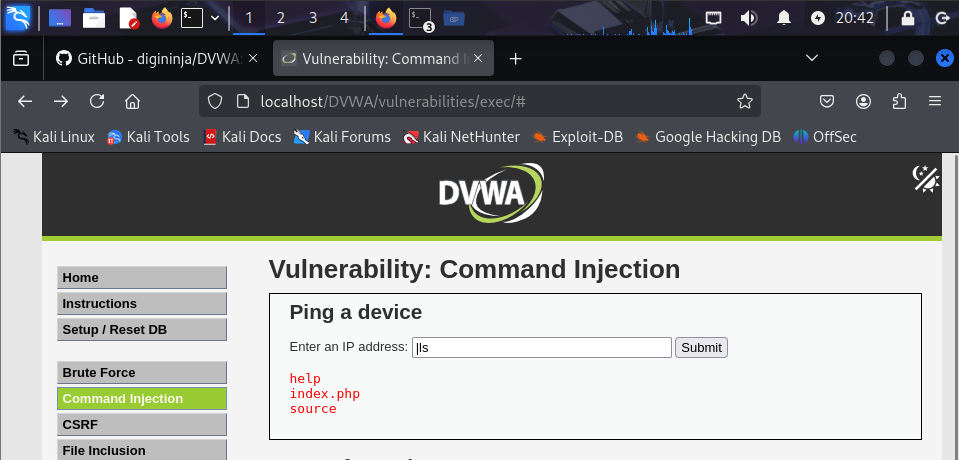 1 2 3 4 3 20:42
GitHub - digininja/DVWA: Vulnerability: Command I
localhost/DVWA/vulnerabilities/exec/#
Kali Linux Kali Tools Kali Docs Kali Forums Kali NetHunter Exploit-DB Google Hacking DB OffSec
DVWA
Home
Instructions
Setup / Reset DB
Brute Force
Command Injection
CSRF
File Inclusion
Vulnerability: Command Injection
Ping a device
Enter an IP address: |ls Submit
help
index.php
source